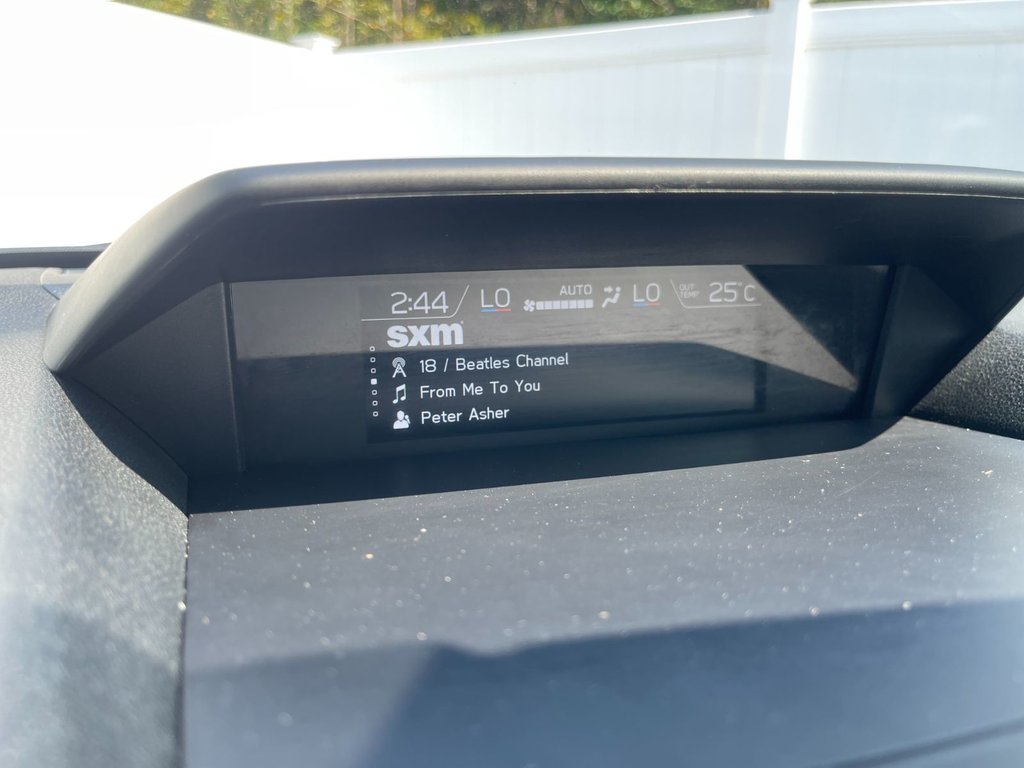 2:44 LO AUTO LO OUT TEMP 25°C
sxm
18 / Beatles Channel
From Me To You
Peter Asher